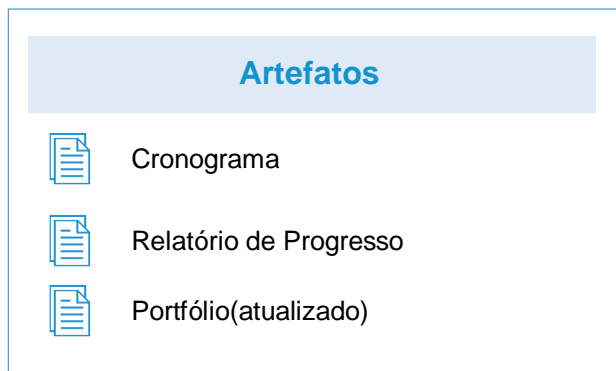 Artefatos
Cronograma
Relatório de Progresso
Portfólio(atualizado)